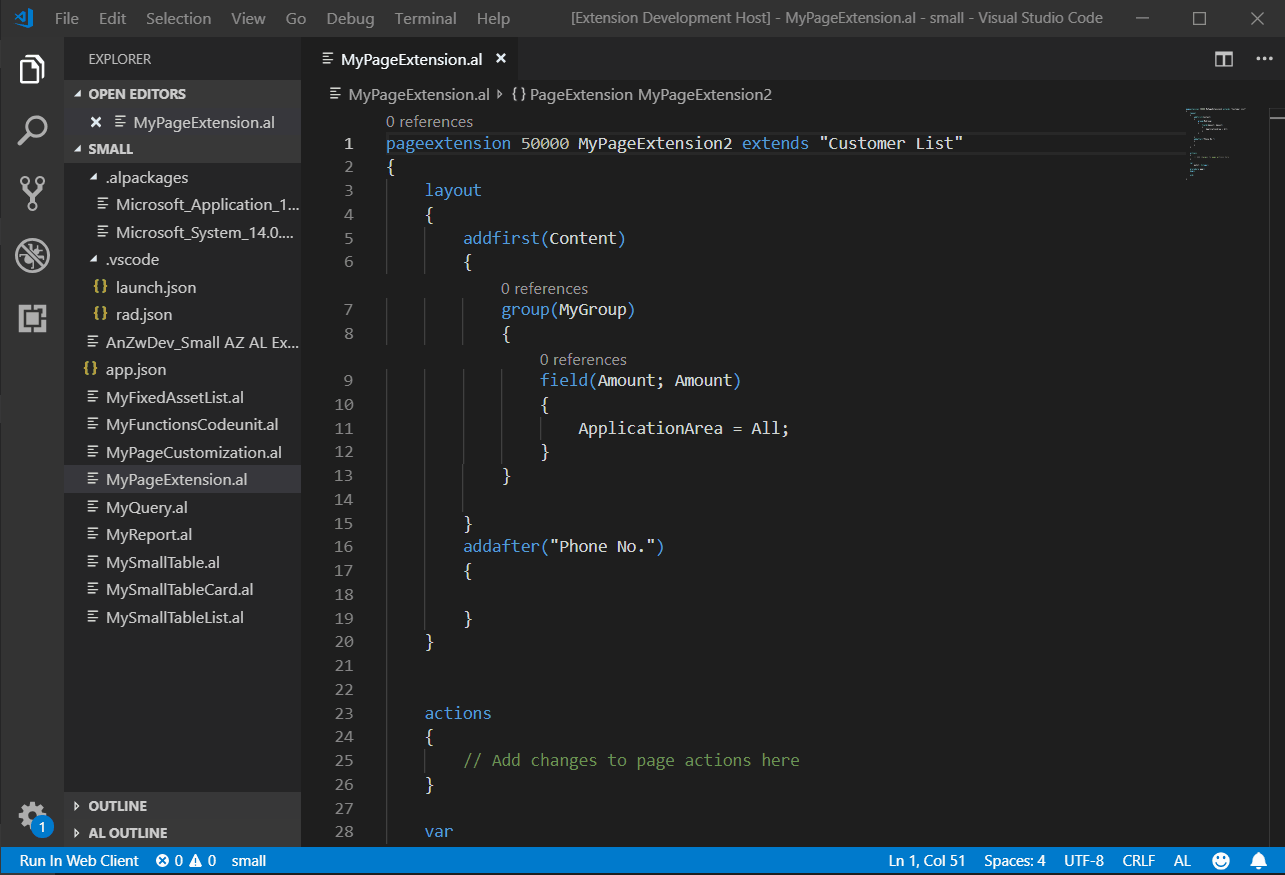 File Edit Selection View Go Debug Terminal Help [Extension Development Host] - MyPageExtension.al - small - Visual Studio Code
EXPLORER
OPEN EDITORS
MyPageExtension.al
SMALL
.alpackages
Microsoft_Application_1...
Microsoft_System_14.0....
.vscode
{} launch.json
{} rad.json
AnZwDev_Small AZ AL Ex...
{} app.json
MyFixedAssetList.al
MyFunctionsCodeunit.al
MyPageCustomization.al
MyPageExtension.al
MyQuery.al
MyReport.al
MySmallTable.al
MySmallTableCard.al
MySmallTableList.al
OUTLINE
AL OUTLINE
1
MyPageExtension.al
MyPageExtension.al {} PageExtension MyPageExtension2
0 references
1 pageextension 50000 MyPageExtension2 extends "Customer List"
2 {
3 layout
4 {
5 addfirst(Content)
6 {
0 references
7 group(MyGroup)
8 {
0 references
9 field(Amount; Amount)
10 {
11 ApplicationArea = All;
12 }
13 }
14
15 }
16 addafter("Phone No.")
17 {
18
19 }
20 }
21
22
23 actions
24 {
25 // Add changes to page actions here
26 }
27
28 var
Run In Web Client 0 0 small Ln 1, Col 51 Spaces: 4 UTF-8 CRLF AL